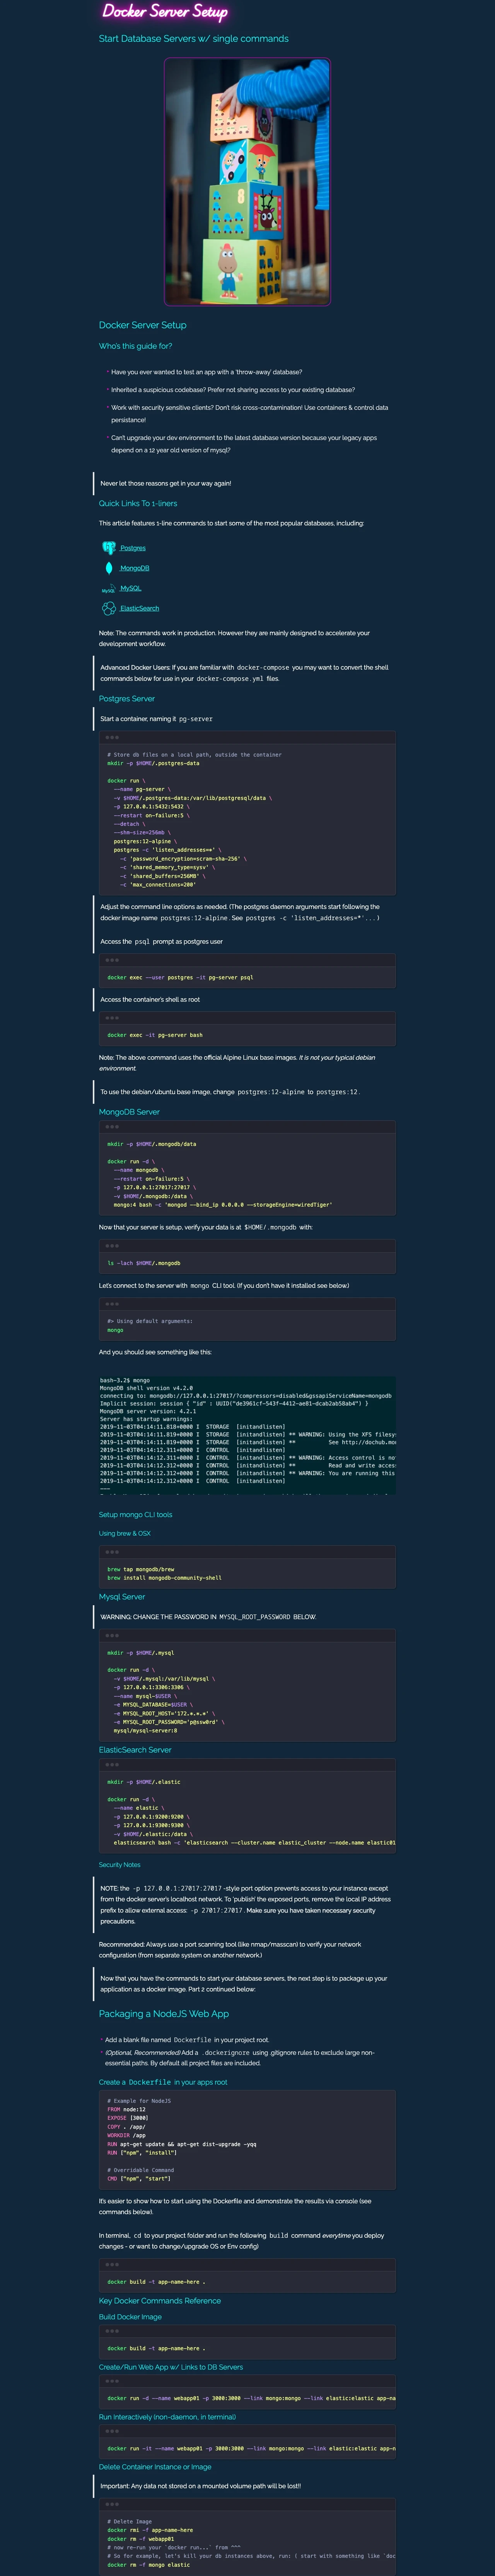 Docker Server Setup
Start Database Servers w/ single commands
Docker Server Setup
Who's this guide for?
Have you ever wanted to test an app with a 'throw-away' database?
Inherited a suspicious codebase? Prefer not sharing access to your existing database?
Work with security sensitive clients? Don't risk cross-contamination! Use containers & control data
persistance!
Can't upgrade your dev environment to the latest database version because your legacy apps
depend on a 12 year old version of mysql?
Never let those reasons get in your way again!
Quick Links To 1-liners
This article features 1-line commands to start some of the most popular databases, including:
Postgres
MongoDB
MySQL
ElasticSearch
Note: The commands work in production. However they are mainly designed to accelerate your
development workflow.
Advanced Docker Users: If you are familiar with docker-compose you may want to convert the shell
commands below for use in your docker-compose.yml files.
Postgres Server
Start a container, naming it pg-server
# Store db files on a local path, outside the container
mkdir -p $HOME/.postgres-data
docker run \
--name pg-server \
-v $HOME/.postgres-data:/var/lib/postgresql/data \
-p 127.0.0.1:5432:5432 \
--restart on-failure:5 \
--detach \
--shm-size=256mb \
postgres:12-alpine \
postgres -c 'listen_addresses=*' \
-c 'password_encryption=scram-sha-256' \
-c 'shared_memory_type=sysv' \
-c 'shared_buffers=256MB' \
-c 'max_connections=200'
Adjust the command line options as needed. (The postgres daemon arguments start following the
docker image name postgres:12-alpine. See postgres -c 'listen_addresses=*'...)
Access the psql prompt as postgres user
docker exec --user postgres -it pg-server psql
Access the container's shell as root
docker exec -it pg-server bash
Note: The above command uses the official Alpine Linux base images. It is not your typical debian
environment.
To use the debian/ubuntu base image, change postgres:12-alpine to postgres:12.
MongoDB Server
mkdir -p $HOME/.mongodb/data
docker run -d \
--name mongodb \
--restart on-failure:5 \
-p 127.0.0.1:27017:27017 \
-v $HOME/.mongodb:/data \
mongo:4 bash -c 'mongod --bind_ip 0.0.0.0 --storageEngine=wiredTiger'
Now that your server is setup, verify your data is at $HOME/.mongodb with:
ls -lach $HOME/.mongodb
Let's connect to the server with mongo CLI tool. (If you don't have it installed see below.)
#> Using default arguments:
mongo
And you should see something like this:
bash-3.2$ mongo
MongoDB shell version v4.2.0
connecting to: mongodb://127.0.0.1:27017/?compressors=disabled&gssapiServiceName=mongodb
Implicit session: session { "id" : UUID("de3961cf-543f-4412-ae81-dcab2ab58ab4") }
MongoDB server version: 4.2.1
Server has startup warnings:
2019-11-03T04:14:11.818+0000 I STORAGE [initandlisten]
2019-11-03T04:14:11.819+0000 I STORAGE [initandlisten] ** WARNING: Using the XFS filesy
2019-11-03T04:14:11.819+0000 I STORAGE [initandlisten] ** See http://dochub.mo
2019-11-03T04:14:12.311+0000 I CONTROL [initandlisten]
2019-11-03T04:14:12.311+0000 I CONTROL [initandlisten] ** WARNING: Access control is no
2019-11-03T04:14:12.311+0000 I CONTROL [initandlisten] ** Read and write access
2019-11-03T04:14:12.312+0000 I CONTROL [initandlisten] ** WARNING: You are running this
2019-11-03T04:14:12.312+0000 I CONTROL [initandlisten]
Setup mongo CLI tools
Using brew & OSX
brew tap mongodb/brew
brew install mongodb-community-shell
Mysql Server
WARNING: CHANGE THE PASSWORD IN MYSQL_ROOT_PASSWORD BELOW.
mkdir -p $HOME/.mysql
docker run -d \
-v $HOME/.mysql:/var/lib/mysql \
-p 127.0.0.1:3306:3306 \
--name mysql-$USER \
-e MYSQL_DATABASE=$USER \
-e MYSQL_ROOT_HOST='172.*.*.*' \
-e MYSQL_ROOT_PASSWORD='p@ssw0rd' \
mysql/mysql-server:8
ElasticSearch Server
mkdir -p $HOME/.elastic
docker run -d \
--name elastic \
-p 127.0.0.1:9200:9200 \
-p 127.0.0.1:9300:9300 \
-v $HOME/.elastic:/data \
elasticsearch bash -c 'elasticsearch --cluster.name elastic_cluster --node.name elastic01
Security Notes
NOTE: the -p 127.0.0.1:27017:27017-style port option prevents access to your instance except
from the docker server's localhost network. To 'publish' the exposed ports, remove the local IP address
prefix to allow external access: -p 27017:27017. Make sure you have taken necessary security
precautions.
Recommended: Always use a port scanning tool (like nmap/masscan) to verify your network
configuration (from separate system on another network.)
Now that you have the commands to start your database servers, the next step is to package up your
application as a docker image. Part 2 continued below:
Packaging a NodeJS Web App
Add a blank file named Dockerfile in your project root.
(Optional, Recommended) Add a .dockerignore using .gitignore rules to exclude large non-
essential paths. By default all project files are included.
Create a Dockerfile in your apps root
# Example for NodeJS
FROM node:12
EXPOSE [3000]
COPY . /app/
WORKDIR /app
RUN apt-get update && apt-get dist-upgrade -yqq
RUN ["npm", "install"]
# Overridable Command
CMD ["npm", "start"]
It's easier to show how to start using the Dockerfile and demonstrate the results via console (see
commands below).
In terminal, cd to your project folder and run the following build command everytime you deploy
changes - or want to change/upgrade OS or Env config)
docker build -t app-name-here .
Key Docker Commands Reference
Build Docker Image
docker build -t app-name-here .
Create/Run Web App w/ Links to DB Servers
docker run -d --name webapp01 -p 3000:3000 --link mongo:mongo --link elastic:elastic app-na
Run Interactively (non-daemon, in terminal)
docker run -it --name webapp01 -p 3000:3000 --link mongo:mongo --link elastic:elastic app-n
Delete Container Instance or Image
Important: Any data not stored on a mounted volume path will be lost!!
# Delete Image
docker rmi -f app-name-here
docker rm -f webapp01
# now re-run your `docker run...` from ^^^
# So for example, let's kill your db instances above, run: ( start with something like `doc
docker rm -f mongo elastic